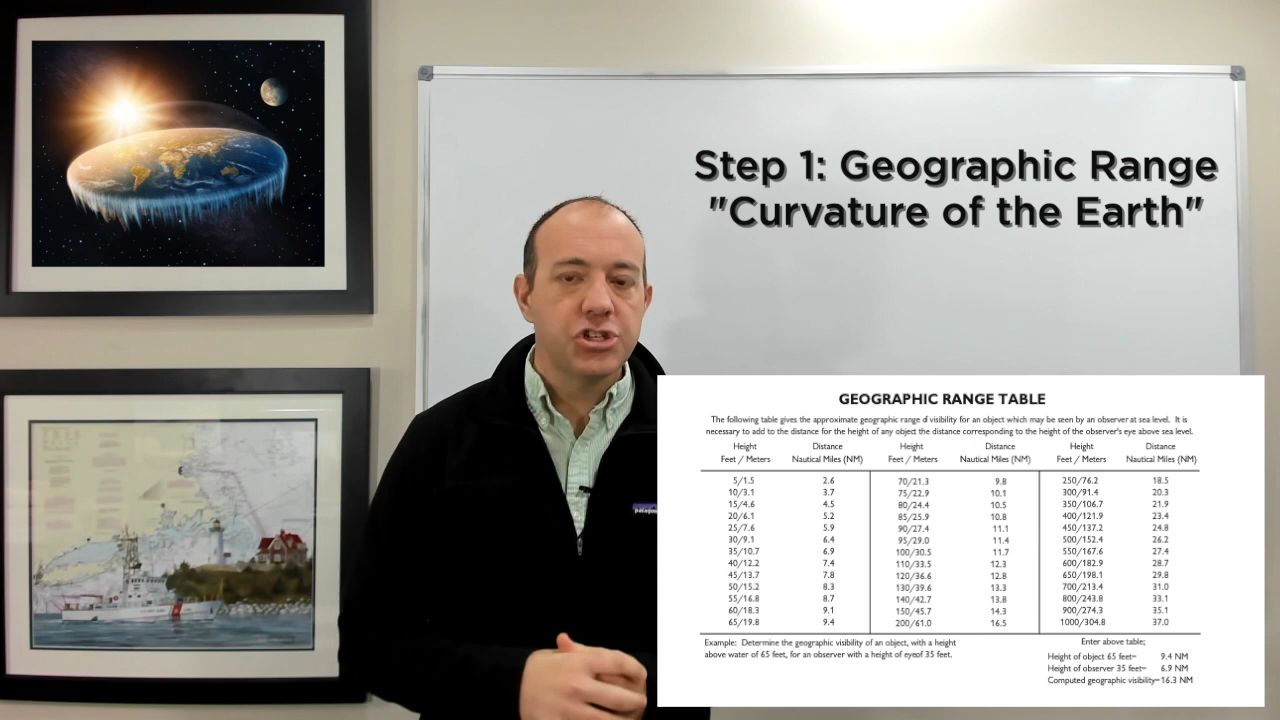 Step 1: Geographic Range
"Curvature of the Earth"
GEOGRAPHIC RANGE TABLE
The following table gives the approximate geographic range of visibility for an object which may be seen by an observer at sea level. It is
necessary to add to the distance for the height of any object the distance corresponding to the height of the observer's eye above sea level.
Height Distance Height Distance Height Distance
Feet / Meters Nautical Miles (NM) Feet / Meters Nautical Miles (NM) Feet / Meters Nautical Miles (NM)
5/1.5 2.6 70/21.3 9.8 250/76.2 18.5
10/3.1 3.7 75/22.9 10.1 300/91.4 20.3
15/4.6 4.5 80/24.4 10.5 350/106.7 21.9
20/6.1 5.2 85/25.9 10.8 400/121.9 23.4
25/7.6 5.9 90/27.4 11.1 450/137.2 24.8
30/9.1 6.4 95/29.0 11.4 500/152.4 26.2
35/10.7 6.9 100/30.5 11.7 550/167.6 27.4
40/12.2 7.4 110/33.5 12.3 600/182.9 28.7
45/13.7 7.8 120/36.6 12.8 650/198.1 29.8
50/15.2 8.3 130/39.6 13.3 700/213.4 31.0
55/16.8 8.7 140/42.7 13.8 800/243.8 33.1
60/18.3 9.1 150/45.7 14.3 900/274.3 35.1
65/19.8 9.4 200/61.0 16.5 1000/304.8 37.0
Example: Determine the geographic visibility of an object, with a height
above water of 65 feet, for an observer with a height of eye of 35 feet.
Enter above table;
Height of object 65 feet= 9.4 NM
Height of observer 35 feet= 6.9 NM
Computed geographic visibility= 16.3 NM